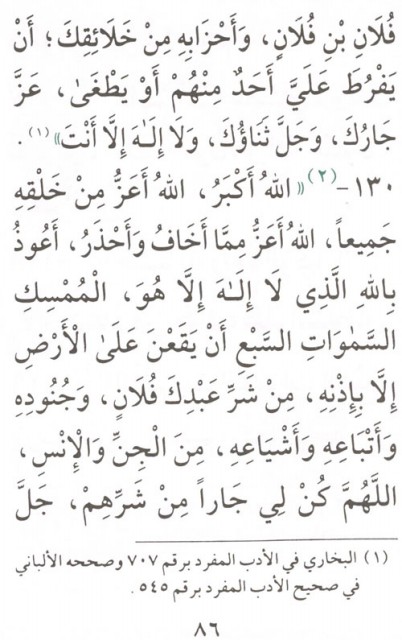 فُلَانِ بْنِ فُلَانٍ، وَأَحْزَابِهِ مِنْ خَلَائِقِكَ؛ أَنْ
يَفْرُطَ عَلَيَّ أَحَدٌ مِنْهُمْ أَوْ يَطْغَىٰ، عَزَّ
جَارُكَ، وَجَلَّ ثَنَاؤُكَ، وَلَا إِلَـٰهَ إِلَّا أَنْتَ»(١).
١٣٠-(٢)«اللهُ أَكْبَرُ، اللهُ أَعَزُّ مِنْ خَلْقِهِ
جَمِيعاً، اللهُ أَعَزُّ مِمَّا أَخَافُ وَأَحْذَرُ، أَعُوذُ
بِاللهِ الَّذِي لَا إِلَـٰهَ إِلَّا هُوَ، الْمُمْسِكِ
السَّمٰوَاتِ السَّبْعِ أَنْ يَقَعْنَ عَلَىٰ الْأَرْضِ
إِلَّا بِإِذْنِهِ، مِنْ شَرِّ عَبْدِكَ فُلَانٍ، وَجُنُودِهِ
وَأَتْبَاعِهِ وَأَشْيَاعِهِ، مِنَ الْجِنِّ وَالْإِنْسِ،
اللَّهُمَّ كُنْ لِي جَاراً مِنْ شَرِّهِمْ، جَلَّ
(١) البخاري في الأدب المفرد برقم ٧٠٧ وصححه الألباني
في صحيح الأدب المفرد برقم ٥٤٥.
٨٦